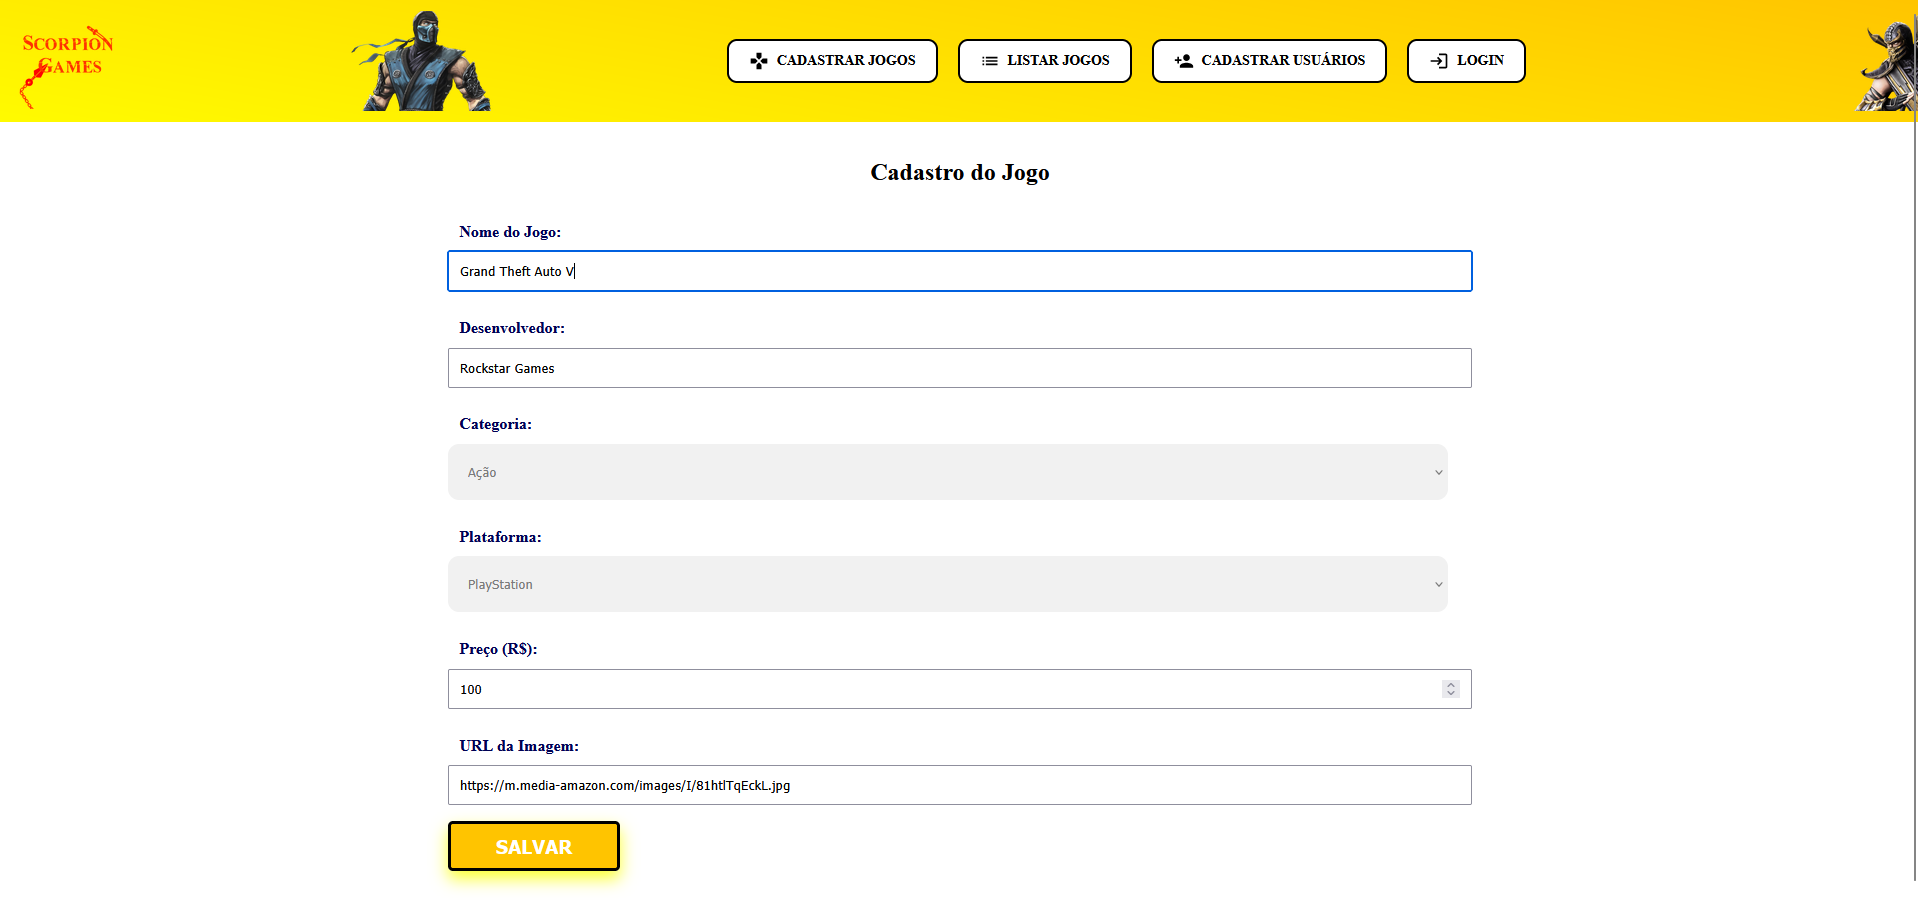 SCORPION
GAMES
CADASTRAR JOGOS
LISTAR JOGOS
CADASTRAR USUÁRIOS
LOGIN
Cadastro do Jogo
Nome do Jogo:
Grand Theft Auto V
Desenvolvedor:
Rockstar Games
Categoria:
Ação
Plataforma:
PlayStation
Preço (R$):
100
URL da Imagem:
https://m.media-amazon.com/images/I/81htlTqEckL.jpg
SALVAR